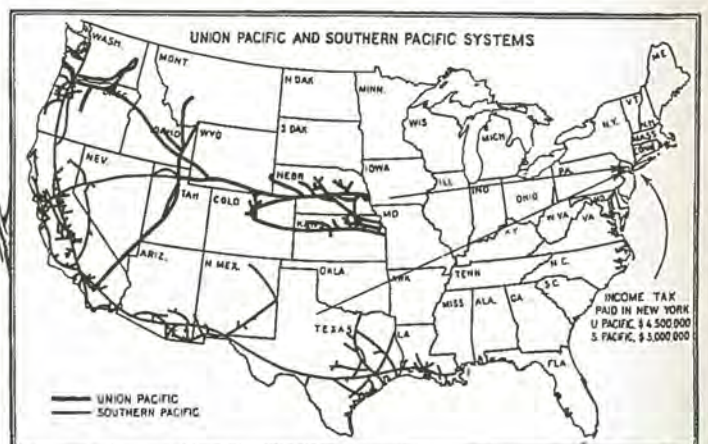 UNION PACIFIC AND SOUTHERN PACIFIC SYSTEMS
WASH.
MONT.
N DAK
MINN.
ME
VT
N.H.
S DAK
WIS
MICH.
N.Y.
MASS
IDAHO
WYO
NEBR
IOWA
ILL
IND
OHIO
PA.
NEV.
UTAH
COLO
KANS
MO
KY
W.VA
VA
ARIZ.
N MEX.
OKLA.
ARK
TENN
N.C.
S.C.
TEXAS
LA
MISS
ALA.
GA
FLA.
INCOME TAX
PAID IN NEW YORK
U. PACIFIC, $4,500,000
S. PACIFIC, $3,000,000
UNION PACIFIC
SOUTHERN PACIFIC